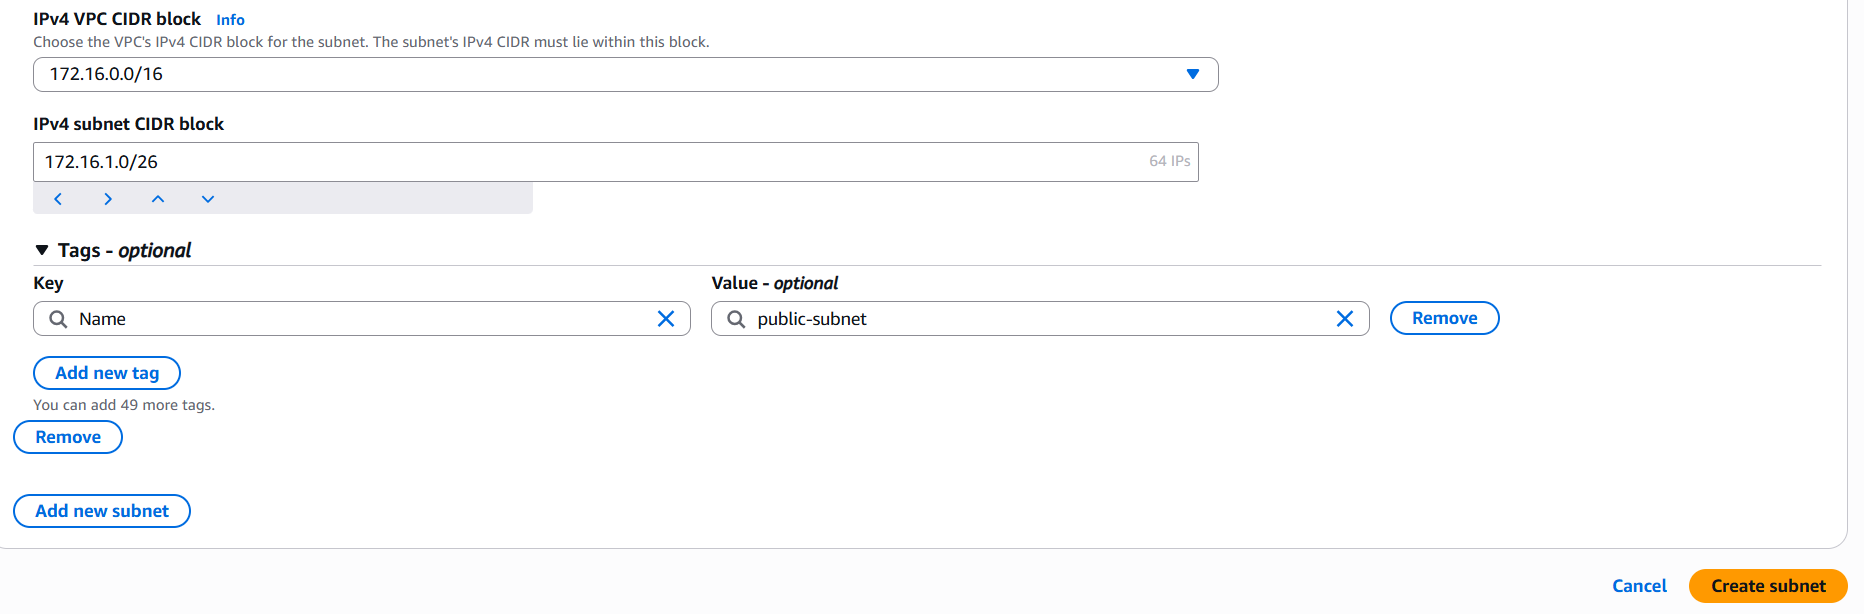 IPv4 VPC CIDR block Info
Choose the VPC's IPv4 CIDR block for the subnet. The subnet's IPv4 CIDR must lie within this block.
172.16.0.0/16
IPv4 subnet CIDR block
172.16.1.0/26 64 IPs
Tags - optional
Key Value - optional
Name public-subnet Remove
Add new tag
You can add 49 more tags.
Remove
Add new subnet
Cancel Create subnet